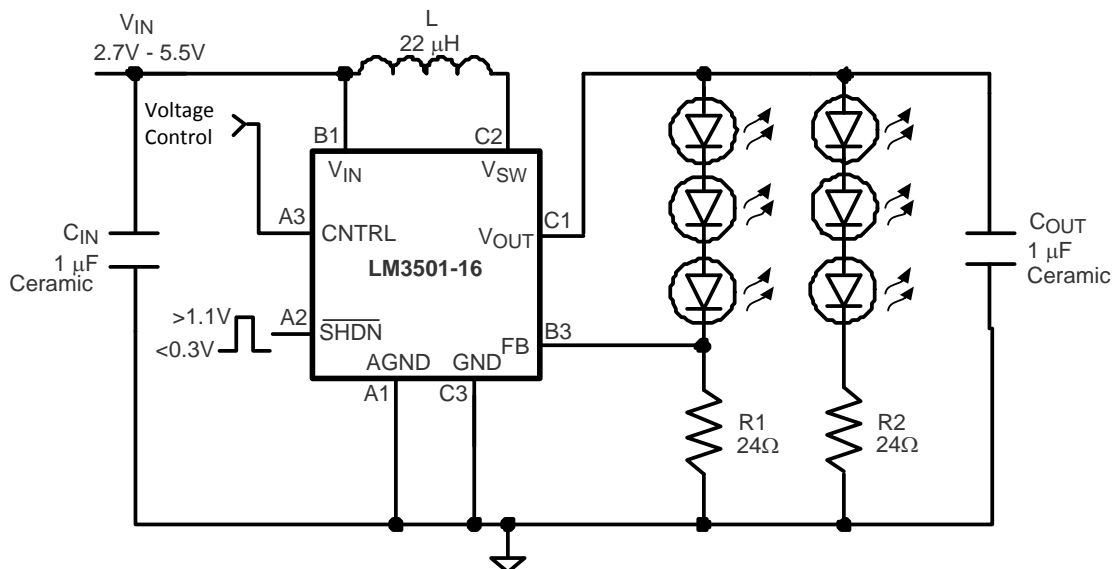 VIN
2.7V - 5.5V
L
22 μH
Voltage
Control
B1
C2
VIN
VSW
A3
CNTRL
C1
VOUT
LM3501-16
CIN
1 μF
Ceramic
COUT
1 μF
Ceramic
>1.1V
<0.3V
A2
SHDN
FB
B3
AGND
GND
A1
C3
R1
24Ω
R2
24Ω